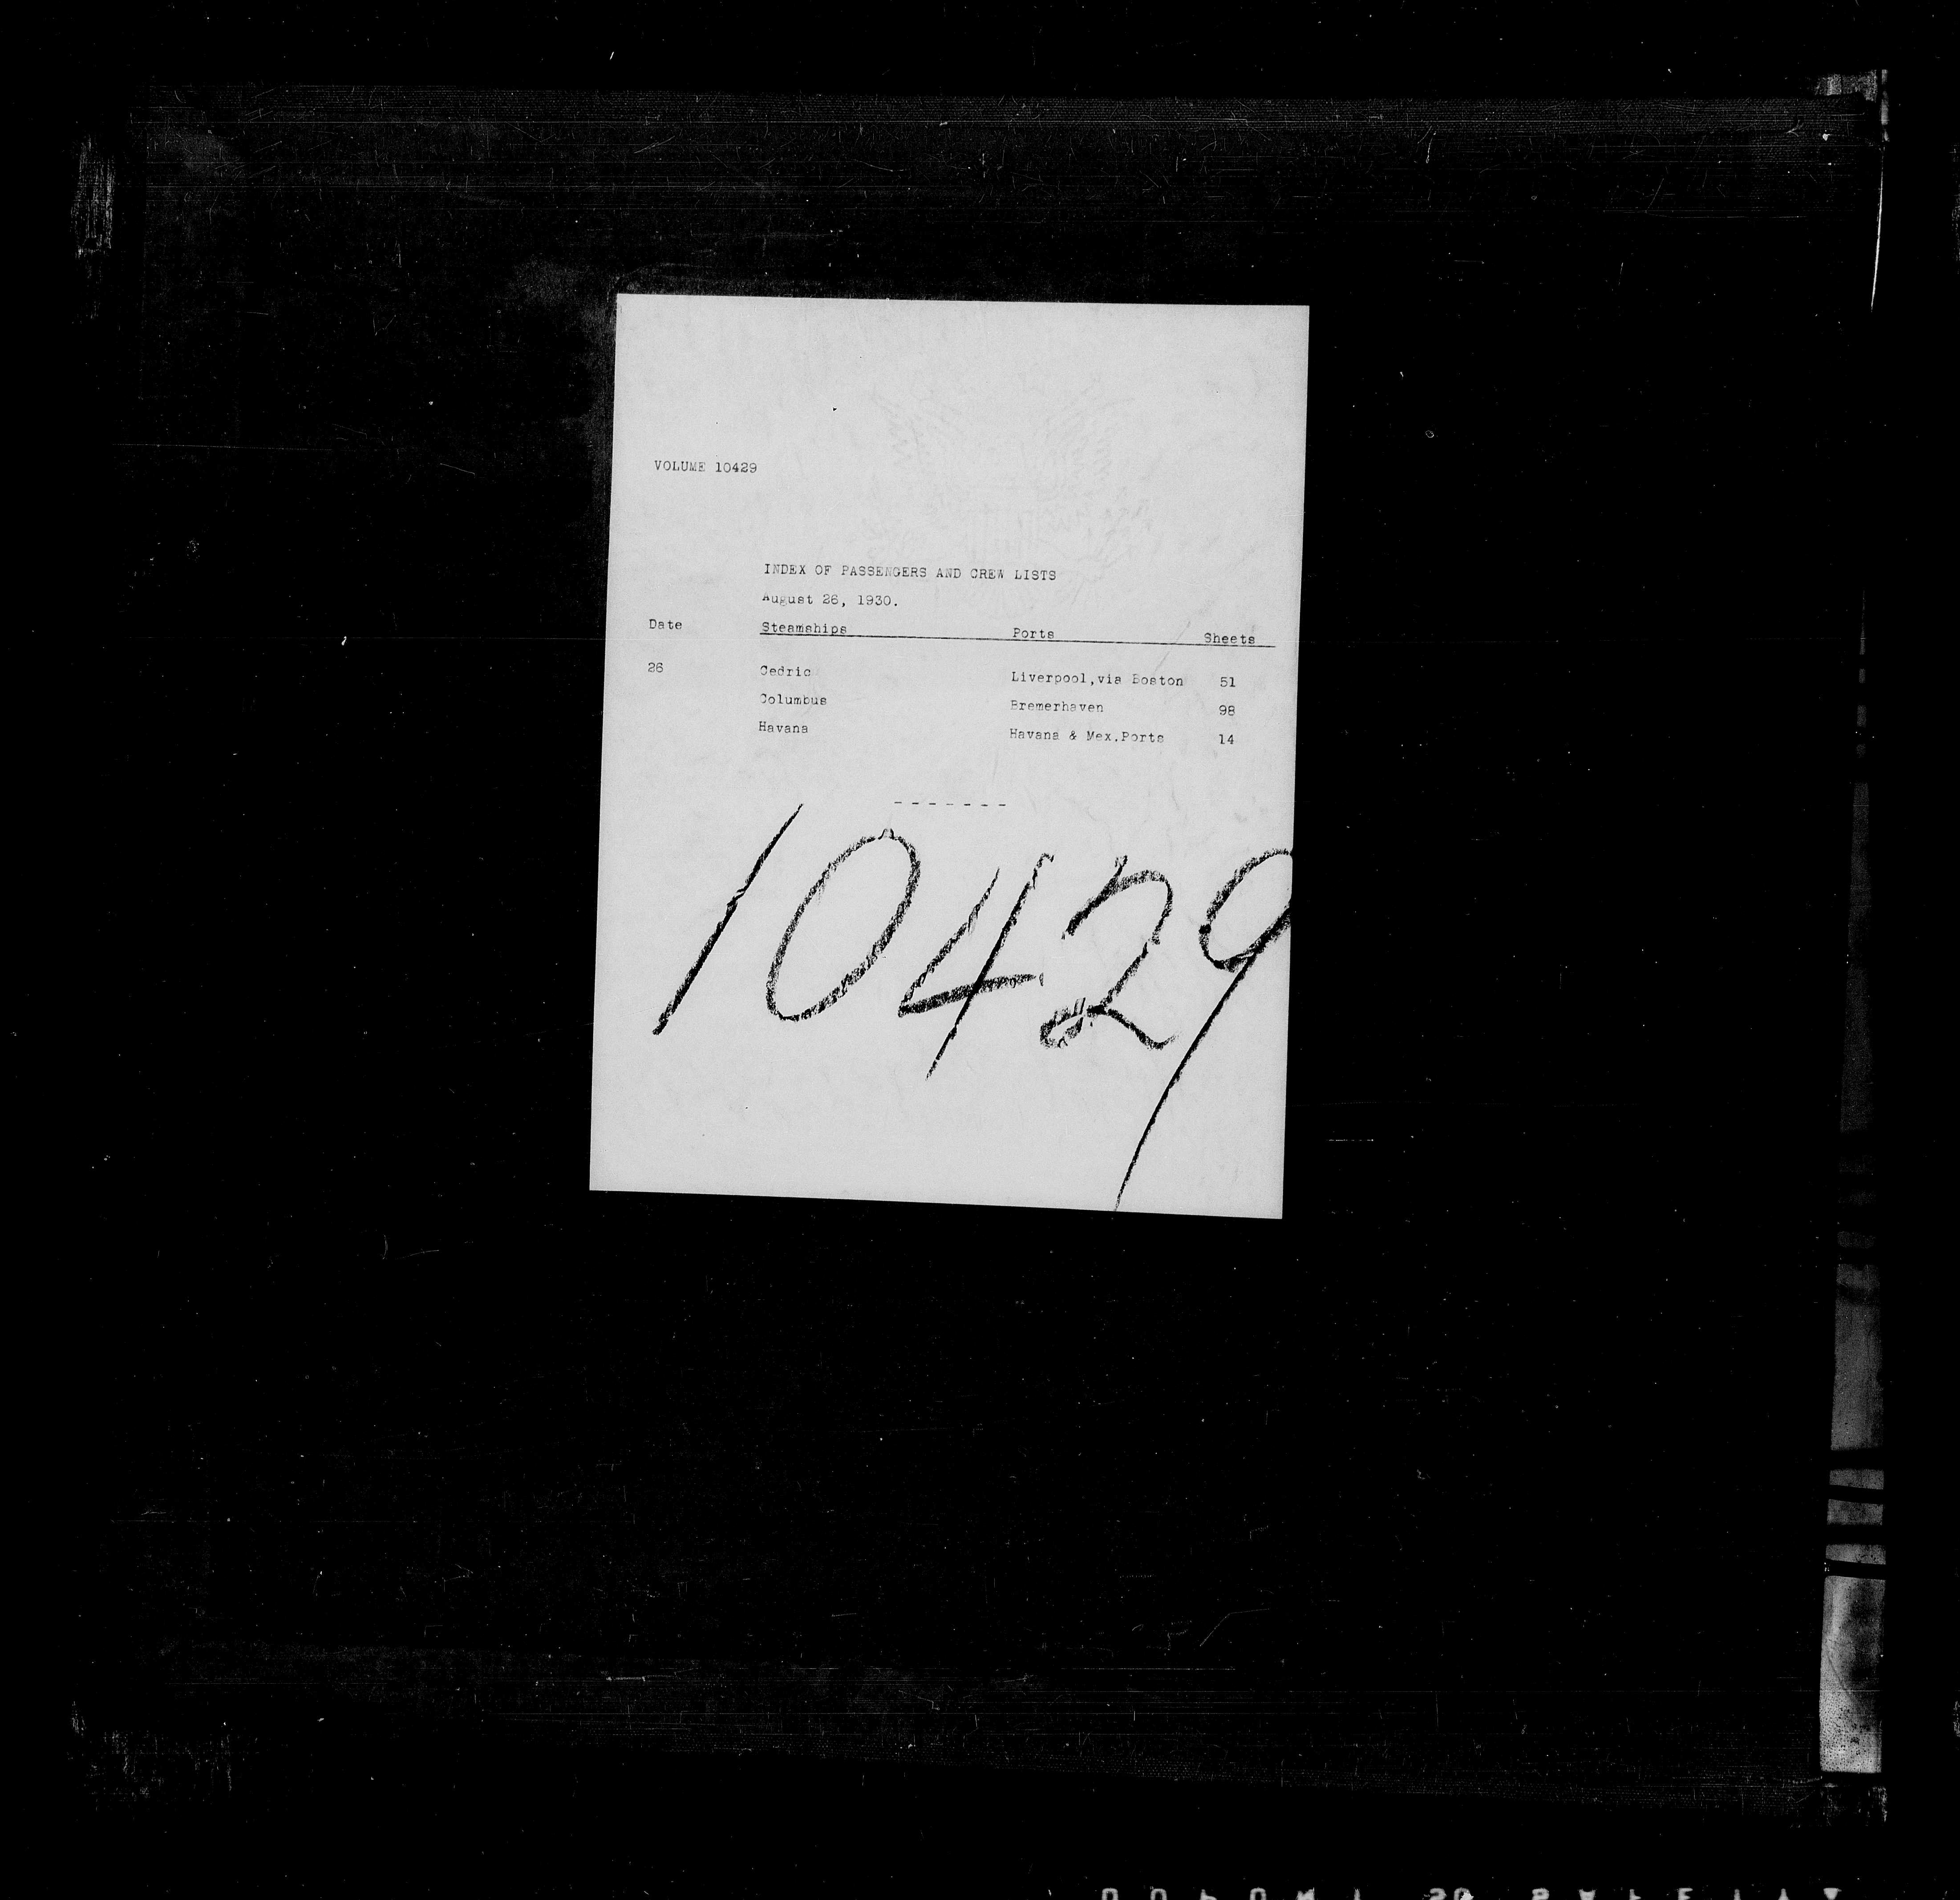 VOLUME 10429
INDEX OF PASSENGERS AND CREW LISTS
August 26, 1930.
Date Steamships Ports Sheets
26 Cedric Liverpool,via Boston 51
Columbus Bremerhaven 98
Havana Havana & Mex.Ports 14
-------
10429